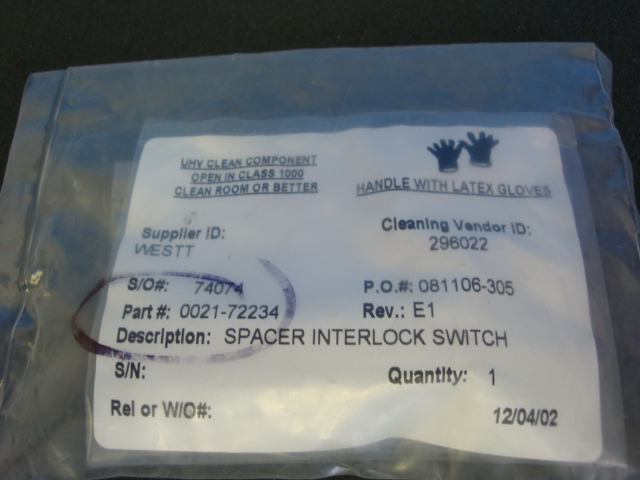 UHV CLEAN COMPONENT
OPEN IN CLASS 1000
CLEAN ROOM OR BETTER
HANDLE WITH LATEX GLOVES
Supplier ID:
WESTT
Cleaning Vendor ID:
296022
S/O#: 74074
P.O.#: 081106-305
Part #: 0021-72234
Rev.: E1
Description: SPACER INTERLOCK SWITCH
S/N:
Quantity: 1
Rel or W/O#:
12/04/02